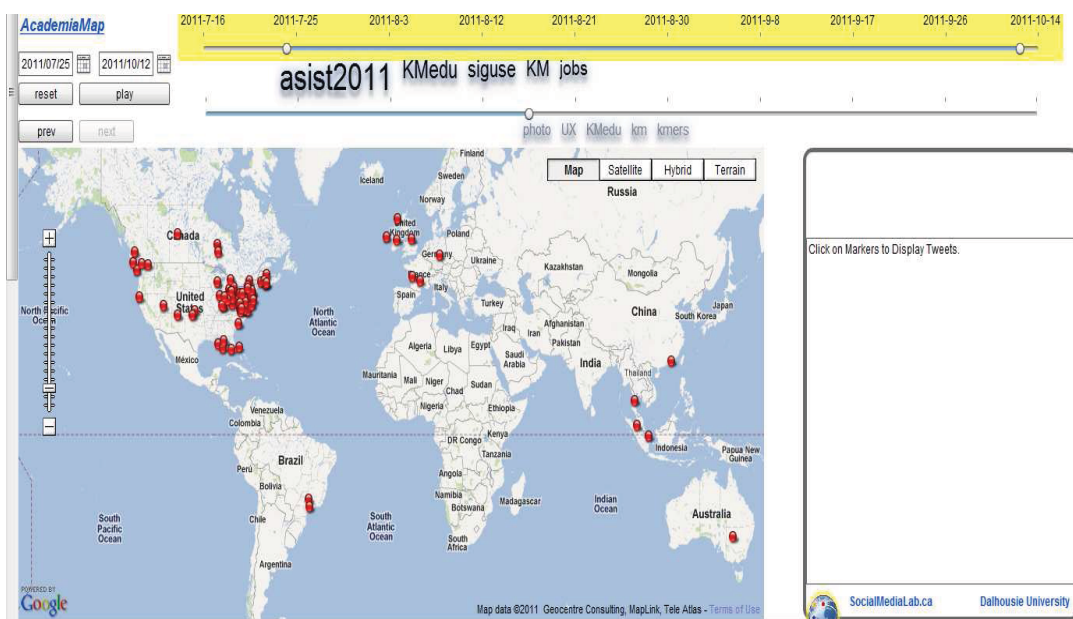 AcademiaMap
2011-7-16 2011-7-25 2011-8-3 2011-8-12 2011-8-21 2011-8-30 2011-9-8 2011-9-17 2011-9-26 2011-10-14
2011/07/25 2011/10/12
reset play
asist2011 KMedu siguse KM jobs
prev next
photo UX KMedu km kmers
Map Satellite Hybrid Terrain
Finland
Iceland
Sweden
Russia
Norway
Canada
United Kingdom
Poland
Germany
Ukraine
France
Kazakhstan
Mongolia
Italy
Spain
Turkey
United States
North Pacific Ocean
North Atlantic Ocean
China
Japan
South Korea
Iraq
Iran
Afghanistan
Pakistan
Algeria
Libya
Egypt
Saudi Arabia
India
México
Mauritania
Mali
Niger
Chad
Sudan
Thailand
Nigeria
Ethiopia
Venezuela
Colombia
DR Congo
Kenya
Tanzania
Indonesia
Papua New Guinea
Brazil
Perú
Bolivia
Angola
Namibia
Botswana
Madagascar
Indian Ocean
Chile
South Pacific Ocean
South Atlantic Ocean
South Africa
Australia
Argentina
Click on Markers to Display Tweets.
POWERED BY
Google
Map data ©2011 Geocentre Consulting, MapLink, Tele Atlas - Terms of Use
SocialMediaLab.ca Dalhousie University